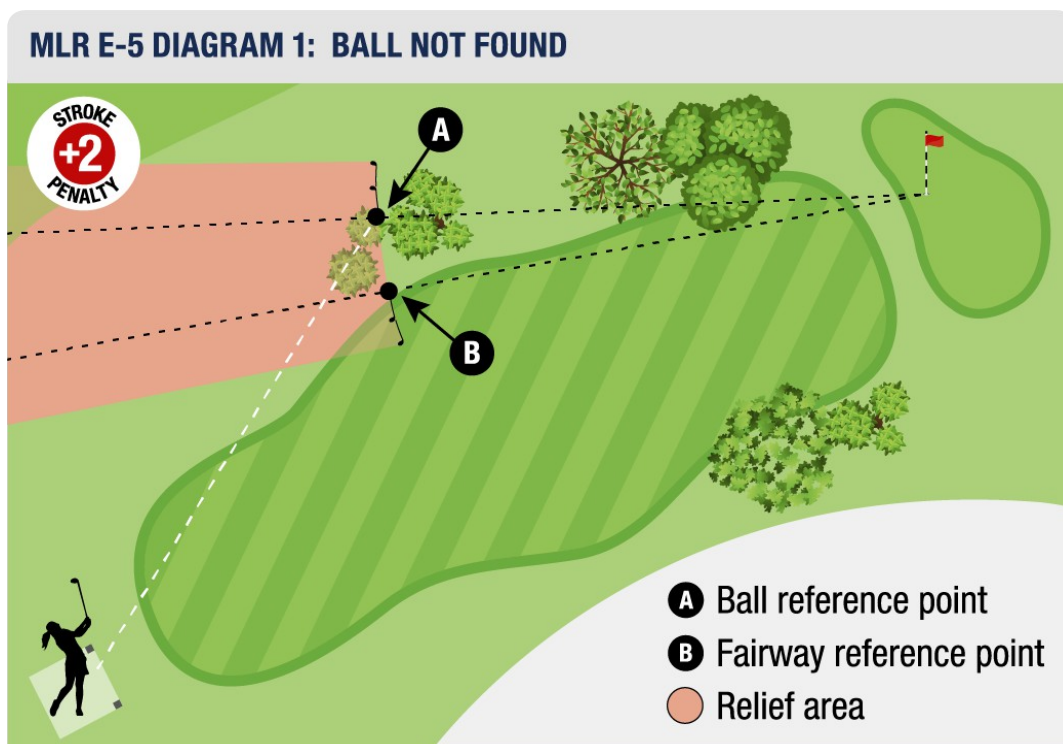 MLR E-5 DIAGRAM 1: BALL NOT FOUND
STROKE
+2
PENALTY
A
B
A Ball reference point
B Fairway reference point
Relief area